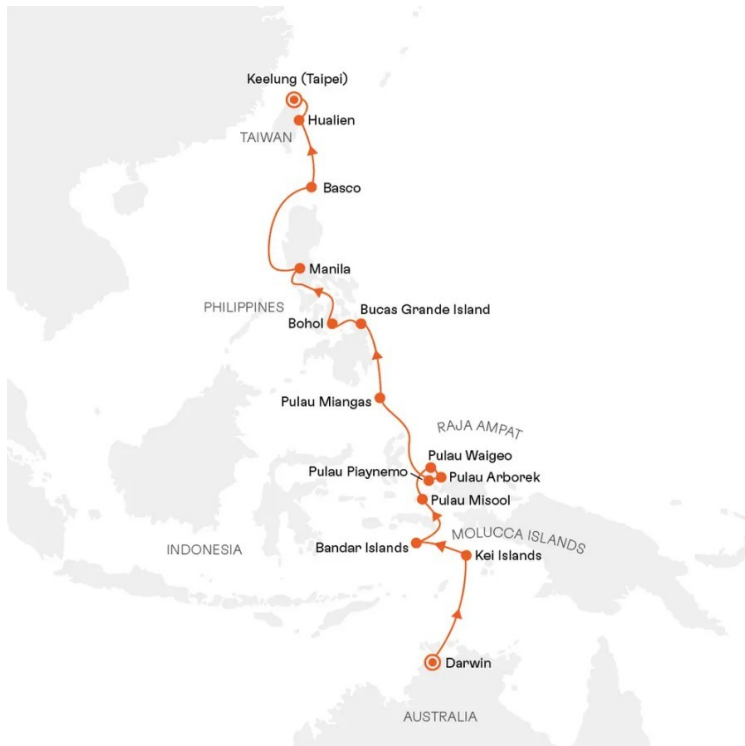 Keelung (Taipei)
Hualien
TAIWAN
Basco
Manila
PHILIPPINES
Bucas Grande Island
Bohol
Pulau Miangas
RAJA AMPAT
Pulau Waigeo
Pulau Piaynemo
Pulau Arborek
Pulau Misool
MOLUCCA ISLANDS
Bandar Islands
INDONESIA
Kei Islands
Darwin
AUSTRALIA